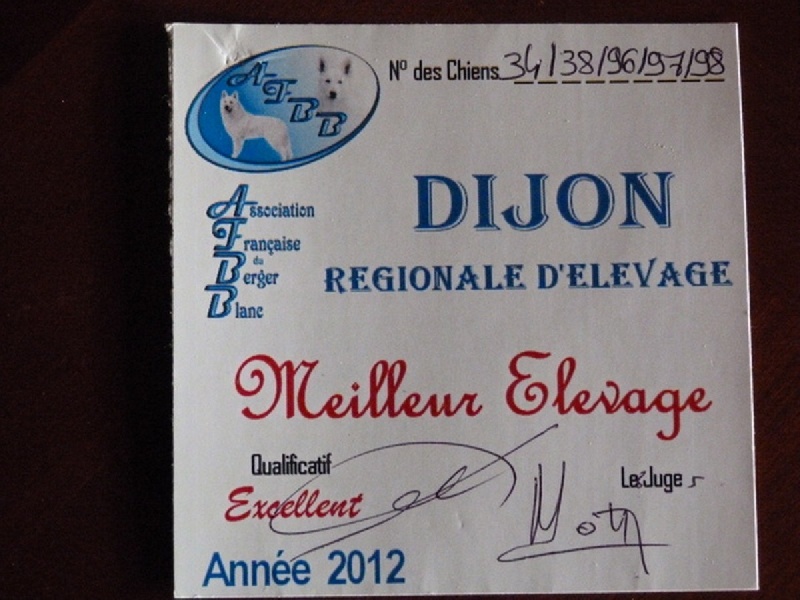 AFBB
N° des Chiens 34/38/96/97/98
Association
Française
du
Berger
Blanc
DIJON
REGIONALE D'ELEVAGE
Meilleur Elevage
Qualificatif
Excellent
Le Juge s
Année 2012